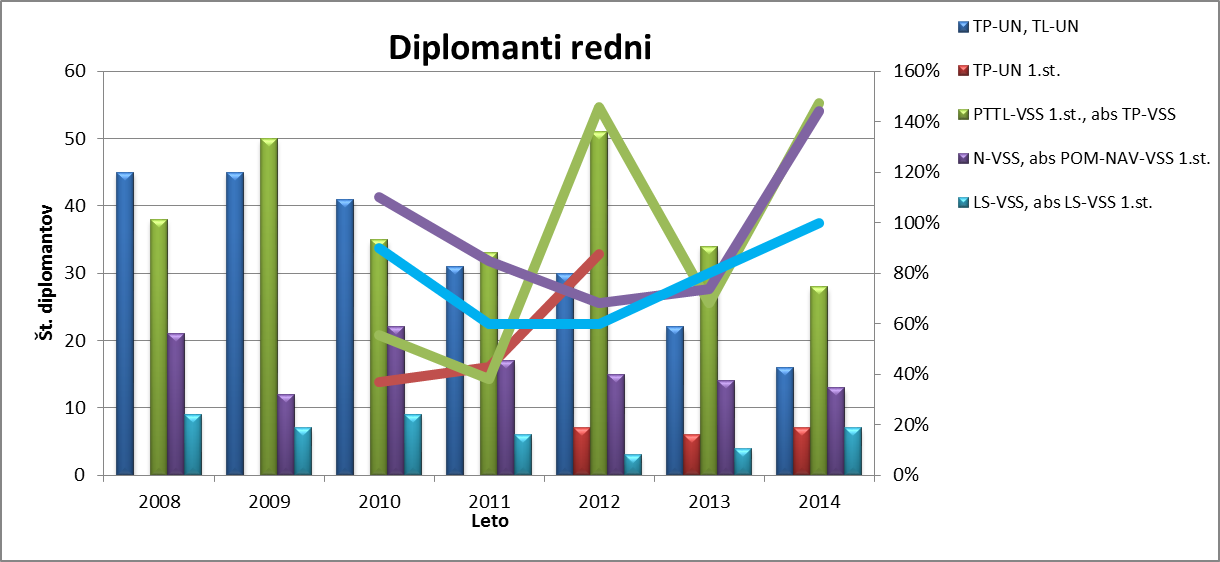 Diplomanti redni
TP-UN, TL-UN
TP-UN 1.st.
PTTL-VSS 1.st., abs TP-VSS
N-VSS, abs POM-NAV-VSS 1.st.
LS-VSS, abs LS-VSS 1.st.
Št. diplomantov
60
50
40
30
20
10
0
160%
140%
120%
100%
80%
60%
40%
20%
0%
2008 2009 2010 2011 2012 2013 2014
Leto